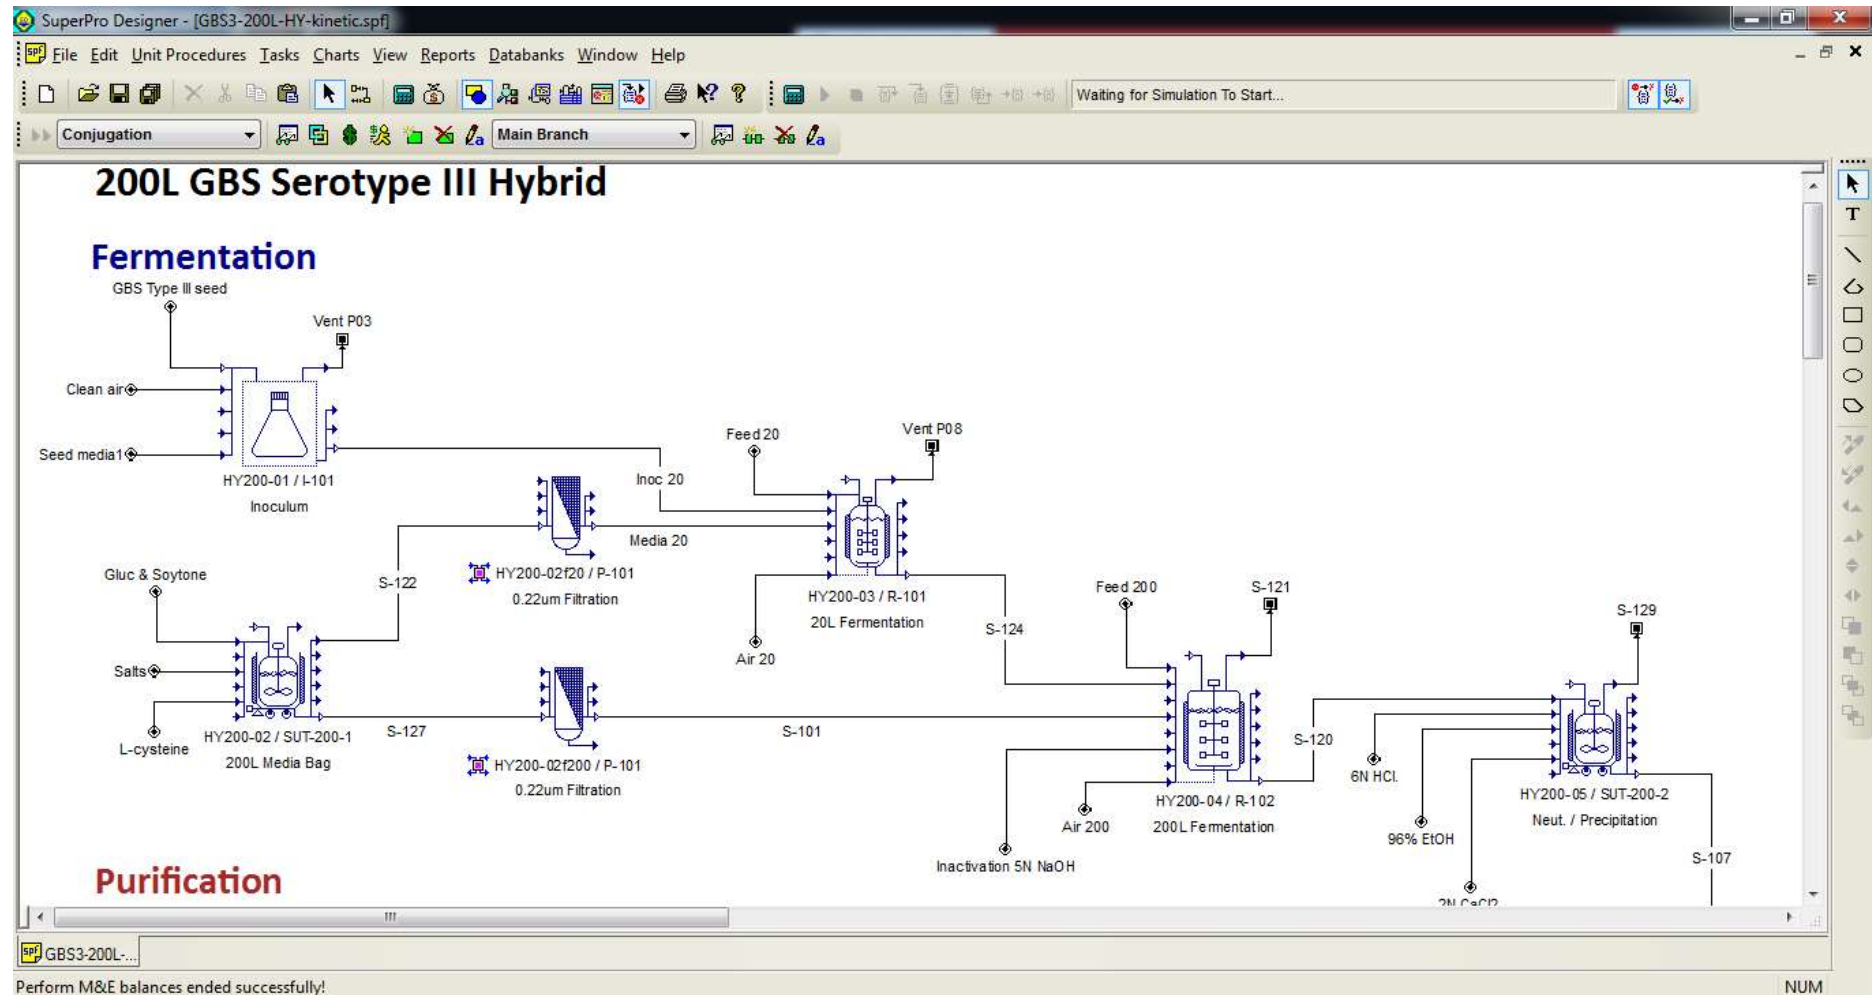 SuperPro Designer - [GBS3-200L-HY-kinetic.spf]
File Edit Unit Procedures Tasks Charts View Reports Databanks Window Help
Waiting for Simulation To Start...
Conjugation
Main Branch
200L GBS Serotype III Hybrid
Fermentation
GBS Type III seed
Vent P03
Clean air
Seed media1
HY200-01 / I-101
Inoculum
Inoc 20
Feed 20
Vent P08
Media 20
HY200-02f20 / P-101
0.22um Filtration
HY200-03 / R-101
20L Fermentation
Air 20
S-124
Gluc & Soytone
S-122
Salts
L-cysteine
HY200-02 / SUT-200-1
200L Media Bag
S-127
HY200-02f200 / P-101
0.22um Filtration
S-101
Feed 200
S-121
S-129
HY200-04 / R-102
200L Fermentation
Air 200
Inactivation 5N NaOH
S-120
6N HCl.
96% EtOH
2N CaCl2
HY200-05 / SUT-200-2
Neut. / Precipitation
S-107
Purification
GBS3-200L-...
Perform M&E balances ended successfully!
NUM